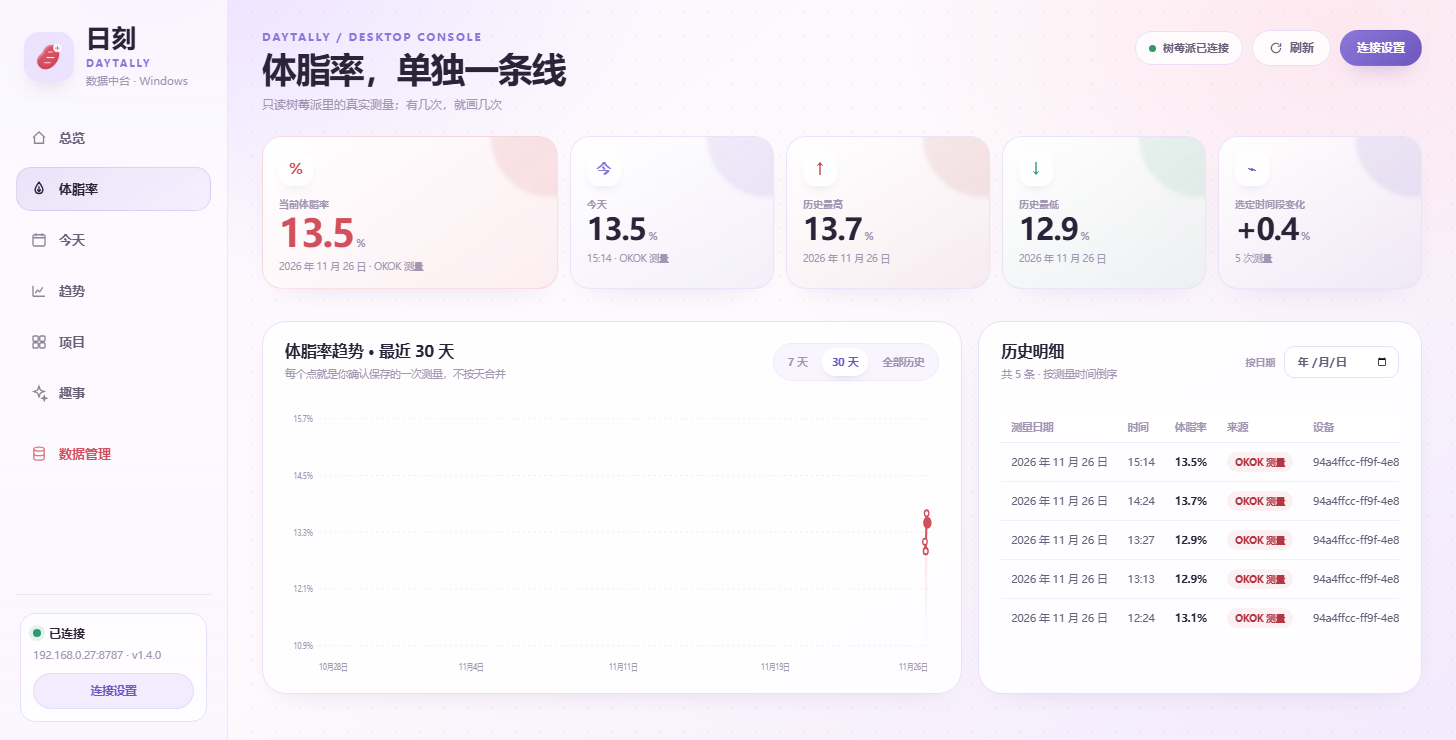 日刻
DAYTALLY
数据中台 · Windows
总览
体脂率
今天
趋势
项目
趣事
数据管理
已连接
192.168.0.27:8787 · v1.4.0
连接设置
DAYTALLY / DESKTOP CONSOLE
体脂率，单独一条线
只读树莓派里的真实测量；有几次，就画几次
树莓派已连接
刷新
连接设置
%
当前体脂率
13.5%
2026 年 11 月 26 日 · OKOK 测量
今
今天
13.5%
15:14 · OKOK 测量
↑
历史最高
13.7%
2026 年 11 月 26 日
↓
历史最低
12.9%
2026 年 11 月 26 日
⌁
选定时间段变化
+0.4%
5 次测量
体脂率趋势 • 最近 30 天
每个点就是你确认保存的一次测量，不按天合并
7 天
30 天
全部历史
15.7%
14.5%
13.3%
12.1%
10.9%
10月28日
11月4日
11月11日
11月19日
11月26日
历史明细
共 5 条 · 按测量时间倒序
按日期
年 /月/日
测量日期 时间 体脂率 来源 设备
2026 年 11 月 26 日 15:14 13.5% OKOK 测量 94a4ffcc-ff9f-4e8
2026 年 11 月 26 日 14:24 13.7% OKOK 测量 94a4ffcc-ff9f-4e8
2026 年 11 月 26 日 13:27 12.9% OKOK 测量 94a4ffcc-ff9f-4e8
2026 年 11 月 26 日 13:13 12.9% OKOK 测量 94a4ffcc-ff9f-4e8
2026 年 11 月 26 日 12:24 13.1% OKOK 测量 94a4ffcc-ff9f-4e8